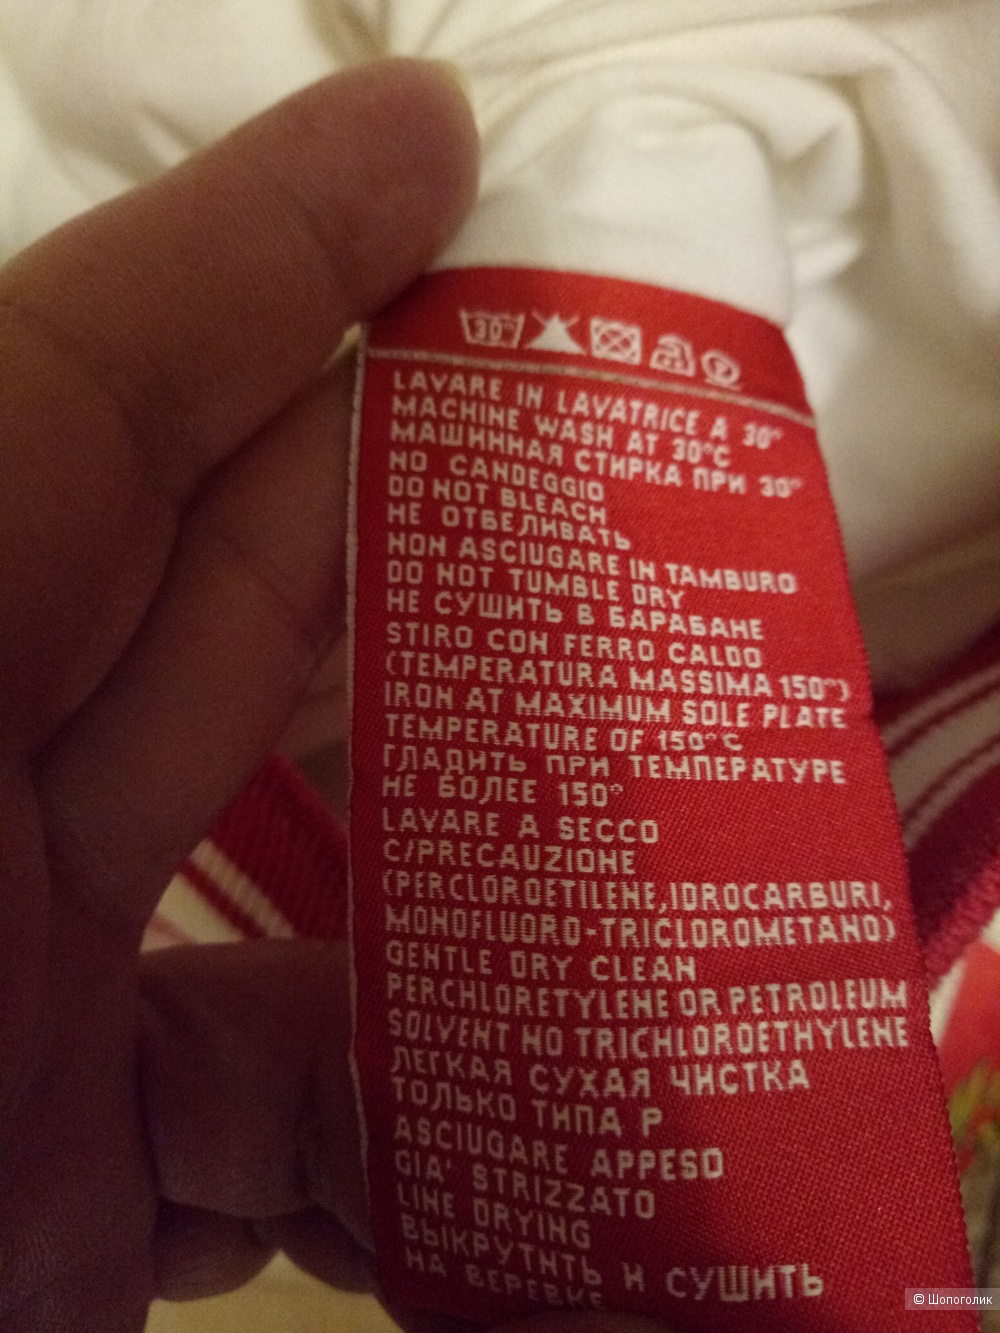 30°
P
LAVARE IN LAVATRICE A 30°
MACHINE WASH AT 30°C
МАШИННАЯ СТИРКА ПРИ 30°
NO CANDEGGIO
DO NOT BLEACH
НЕ ОТБЕЛИВАТЬ
NON ASCIUGARE IN TAMBURO
DO NOT TUMBLE DRY
НЕ СУШИТЬ В БАРАБАНЕ
STIRO CON FERRO CALDO
(TEMPERATURA MASSIMA 150°)
IRON AT MAXIMUM SOLE PLATE
TEMPERATURE OF 150°C
ГЛАДИТЬ ПРИ ТЕМПЕРАТУРЕ
НЕ БОЛЕЕ 150°
LAVARE A SECCO
C/PRECAUZIONE
(PERCLOROETILENE,IDROCARBURI,
MONOFLUORO-TRICLOROMETANO)
GENTLE DRY CLEAN
PERCHLORETYLENE OR PETROLEUM
SOLVENT NO TRICHLOROETHYLENE
ЛЕГКАЯ СУХАЯ ЧИСТКА
ТОЛЬКО ТИПА Р
ASCIUGARE APPESO
GIA' STRIZZATO
LINE DRYING
ВЫКРУТИТЬ И СУШИТЬ
НА ВЕРЕВКЕ
© Шопоголик